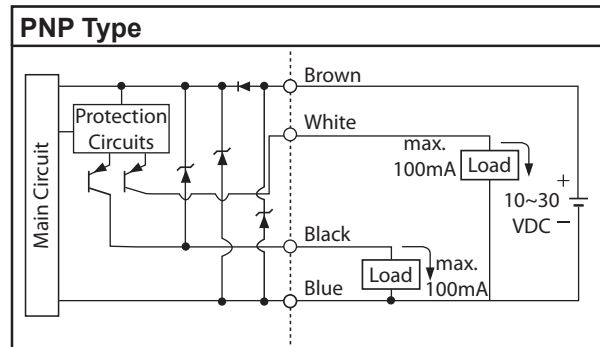 PNP Type
Main Circuit
Protection
Circuits
Brown
White
max.
100mA
Load
10~30
VDC
+
−
Black
Load
max.
100mA
Blue